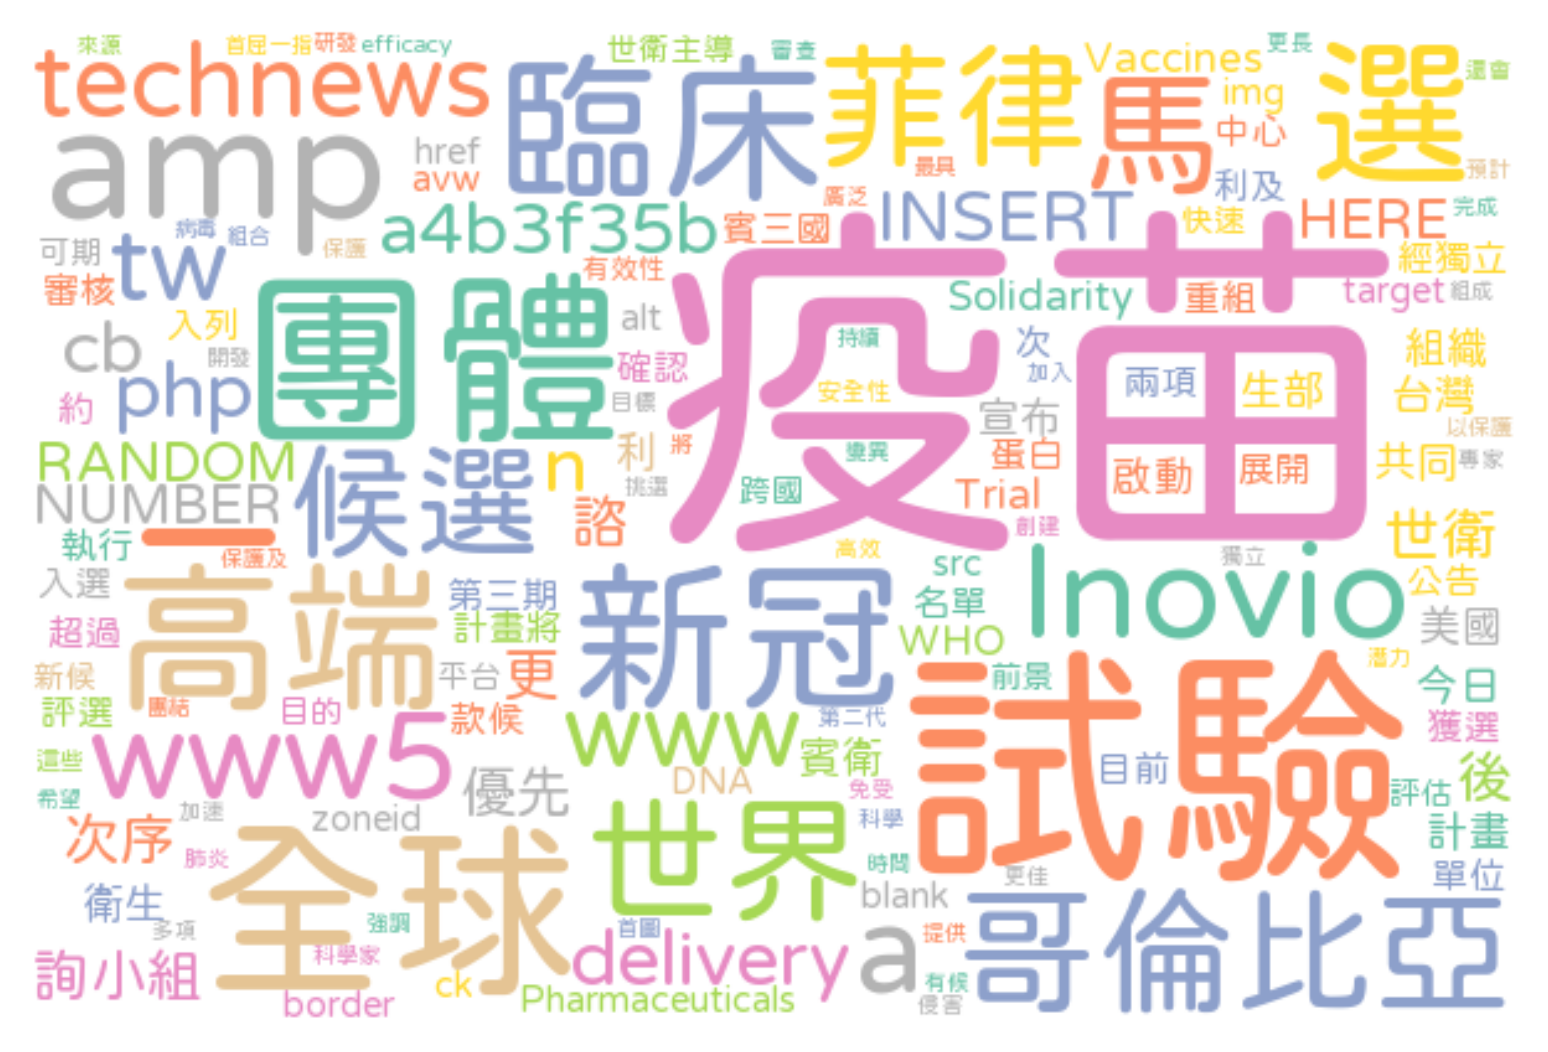 來源
首屈一指
研發
efficacy
世衛主導
審查
菲律
Vaccines
更長
選
還會
technews
臨床
馬
img
中心
amp
href
avw
最具
預計
利及
廣泛
INSERT
快速
HERE
完成
a4b3f35b
賓三國
病毒
組合
可期
tw
保護
審核
有效性
疫苗
經獨立
Solidarity
重組
target
組成
團體
alt
入列
cb
開發
php
確認
持續
次
加入
兩項
生部
組織
台灣
約
目標
安全性
宣布
以保護
RANDOM
候選
n
利
將
變異
蛋白
啟動
展開
共同
專家
NUMBER
挑選
跨國
Trial
諮
創建
世衛
一
執行
保護及
高效
獨立
入選
高端
第三期
新冠
src
Inovio
公告
名單
超過
計畫將
WHO
美國
新候
平台
更
前景
潛力
今日
評選
團結
目的
款候
試驗
獲選
www5
www
第二代
賓衛
這些
目前
後
希望
優先
DNA
免受
評估
加速
zoneid
世界
科學
計畫
次序
肺炎
全球
時間
更佳
單位
衛生
blank
多項
強調
首圖
a
提供
哥倫比亞
詢小組
科學家
delivery
ck
有候
border
Pharmaceuticals
侵害